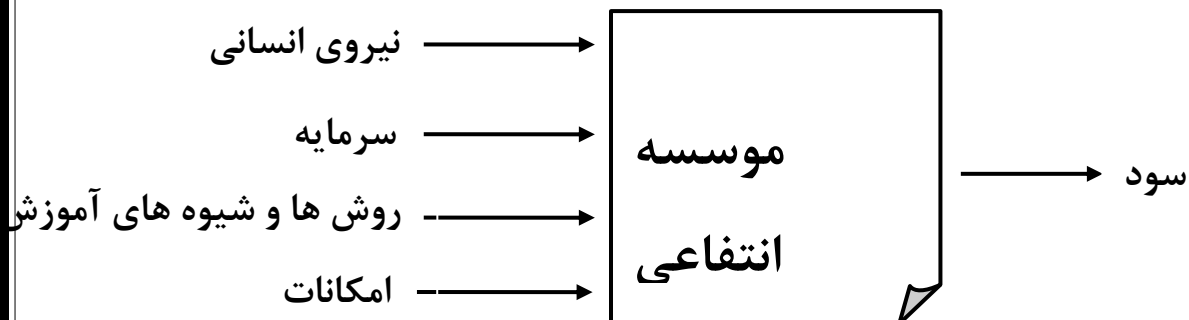 نیروی انسانی
سرمایه
روش ها و شیوه های آموزش
امکانات
موسسه
انتفاعی
سود